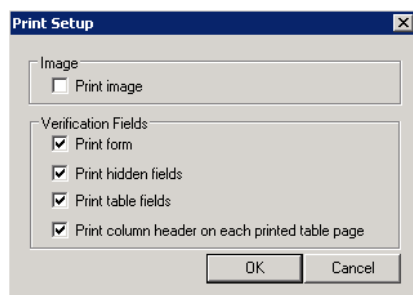 Print Setup
Image
Print image
Verification Fields
Print form
Print hidden fields
Print table fields
Print column header on each printed table page
OK
Cancel